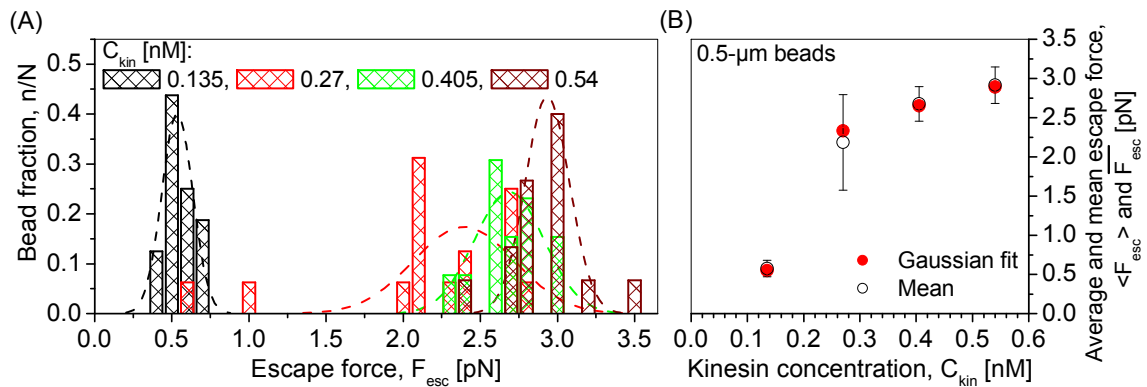 (A)
C_kin [nM]:
0.135, 0.27, 0.405, 0.54
0.5
0.4
0.3
0.2
0.1
0.0
Bead fraction, n/N
0.0 0.5 1.0 1.5 2.0 2.5 3.0 3.5
Escape force, F_esc [pN]
(B)
0.5-μm beads
Gaussian fit
Mean
3.5
3.0
2.5
2.0
1.5
1.0
0.5
0.0
Average and mean escape force,
<F_esc> and F̅_esc [pN]
0.0 0.1 0.2 0.3 0.4 0.5 0.6
Kinesin concentration, C_kin [nM]